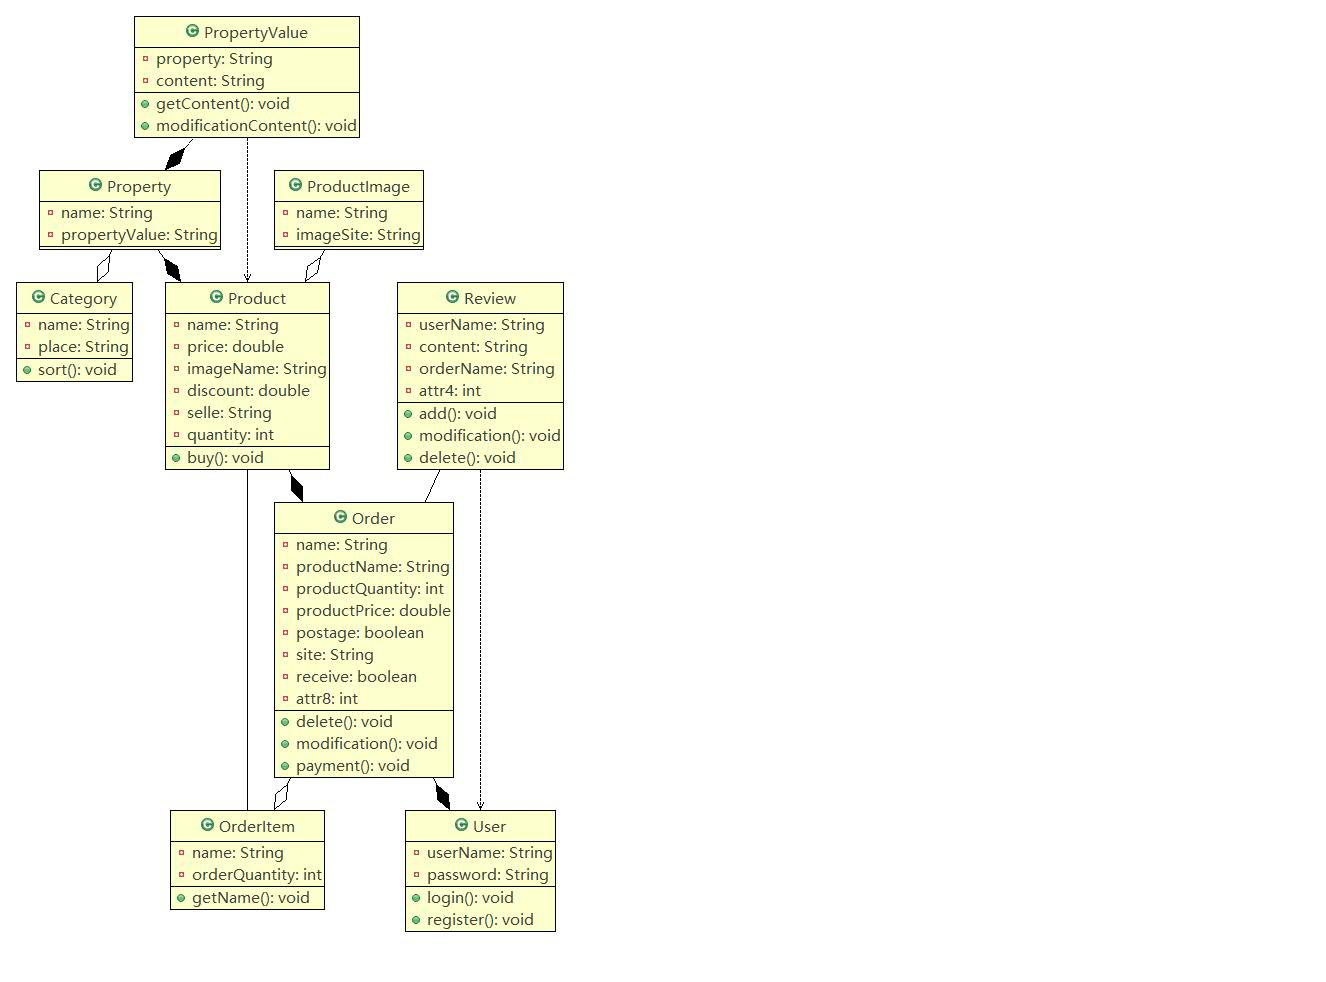 PropertyValue
property: String
content: String
getContent(): void
modificationContent(): void
Property
name: String
propertyValue: String
ProductImage
name: String
imageSite: String
Category
name: String
place: String
sort(): void
Product
name: String
price: double
imageName: String
discount: double
selle: String
quantity: int
buy(): void
Review
userName: String
content: String
orderName: String
attr4: int
add(): void
modification(): void
delete(): void
Order
name: String
productName: String
productQuantity: int
productPrice: double
postage: boolean
site: String
receive: boolean
attr8: int
delete(): void
modification(): void
payment(): void
OrderItem
name: String
orderQuantity: int
getName(): void
User
userName: String
password: String
login(): void
register(): void